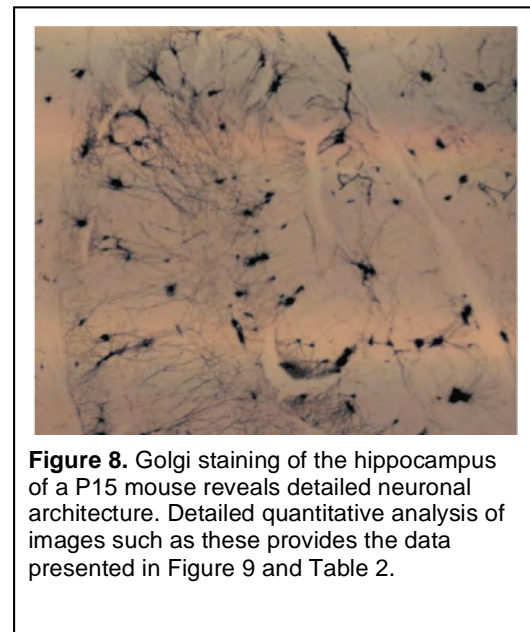 Figure 8. Golgi staining of the hippocampus
of a P15 mouse reveals detailed neuronal
architecture. Detailed quantitative analysis of
images such as these provides the data
presented in Figure 9 and Table 2.